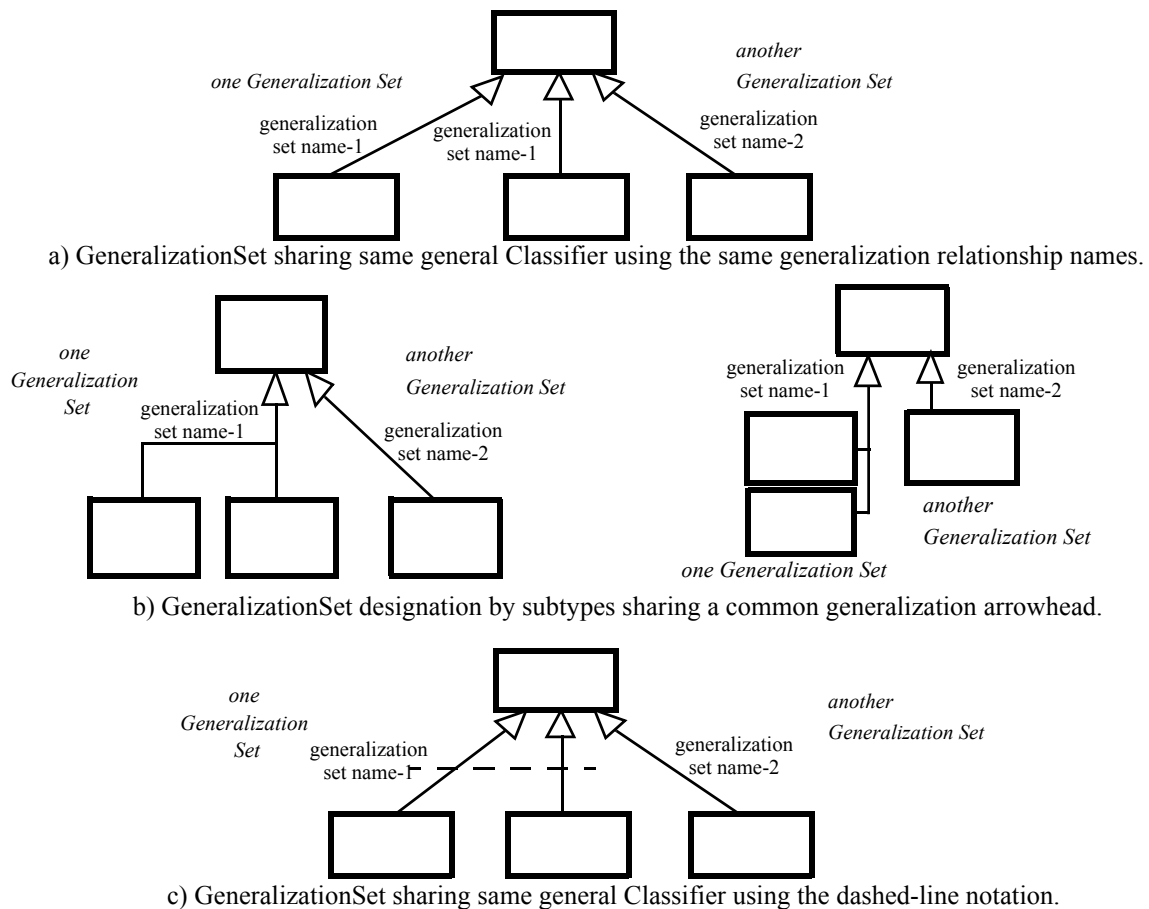 one Generalization Set
another
Generalization Set
generalization
set name-1
generalization
set name-1
generalization
set name-2
a) GeneralizationSet sharing same general Classifier using the same generalization relationship names.
one
Generalization
Set
another
Generalization Set
generalization
set name-1
generalization
set name-2
generalization
set name-1
generalization
set name-2
another
Generalization Set
one Generalization Set
b) GeneralizationSet designation by subtypes sharing a common generalization arrowhead.
one
Generalization
Set
another
Generalization Set
generalization
set name-1
generalization
set name-2
c) GeneralizationSet sharing same general Classifier using the dashed-line notation.